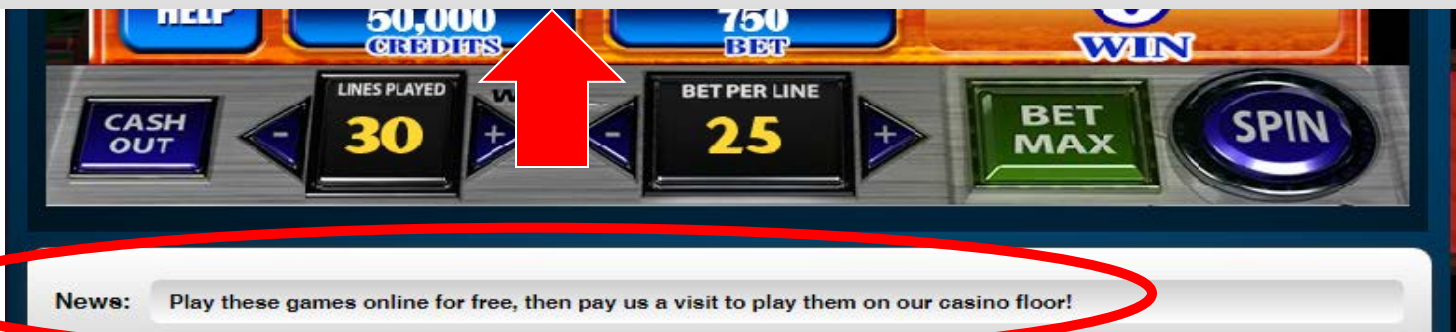 HELP
50,000
CREDITS
750
BET
WIN
CASH
OUT
-
LINES PLAYED
30
+
-
BET PER LINE
25
+
BET
MAX
SPIN
News: Play these games online for free, then pay us a visit to play them on our casino floor!